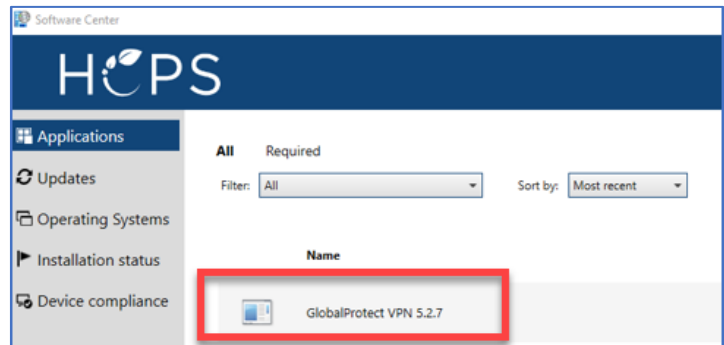 Software Center
HCPS
Applications
Updates
Operating Systems
Installation status
Device compliance
All Required
Filter: All Sort by: Most recent
Name
GlobalProtect VPN 5.2.7